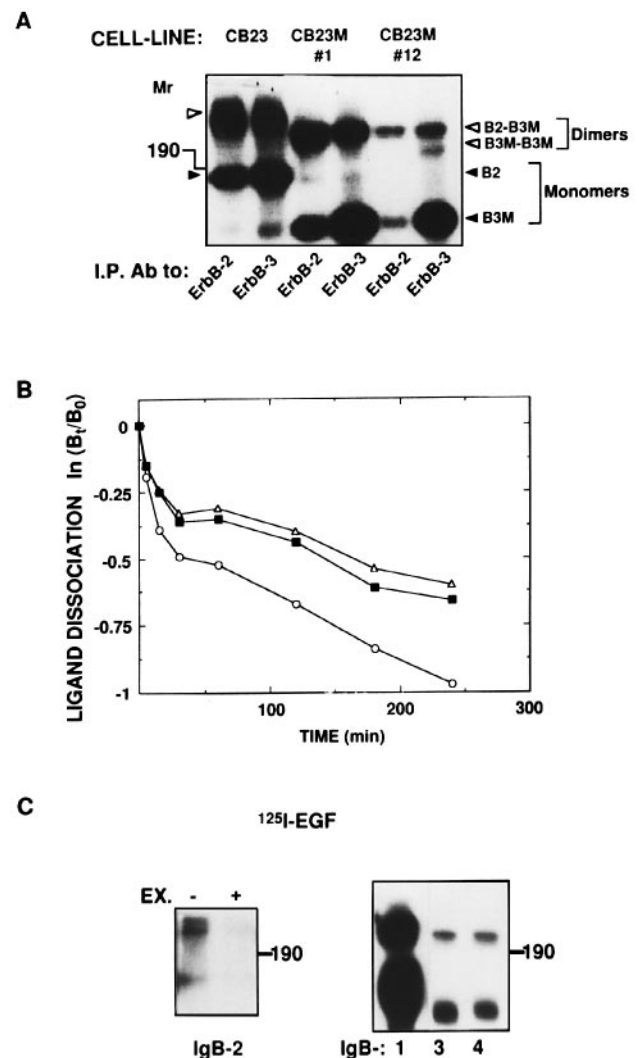 A
CELL-LINE: CB23 CB23M #1 CB23M #12
Mr
190
B2-B3M
B3M-B3M
Dimers
B2
B3M
Monomers
I.P. Ab to: ErbB-2 ErbB-3 ErbB-2 ErbB-3 ErbB-2 ErbB-3
B
LIGAND DISSOCIATION ln (Bt/B0)
0
-0.25
-0.5
-0.75
-1
100 200 300
TIME (min)
C
125I-EGF
EX. - +
190
190
IgB-2
IgB-: 1 3 4